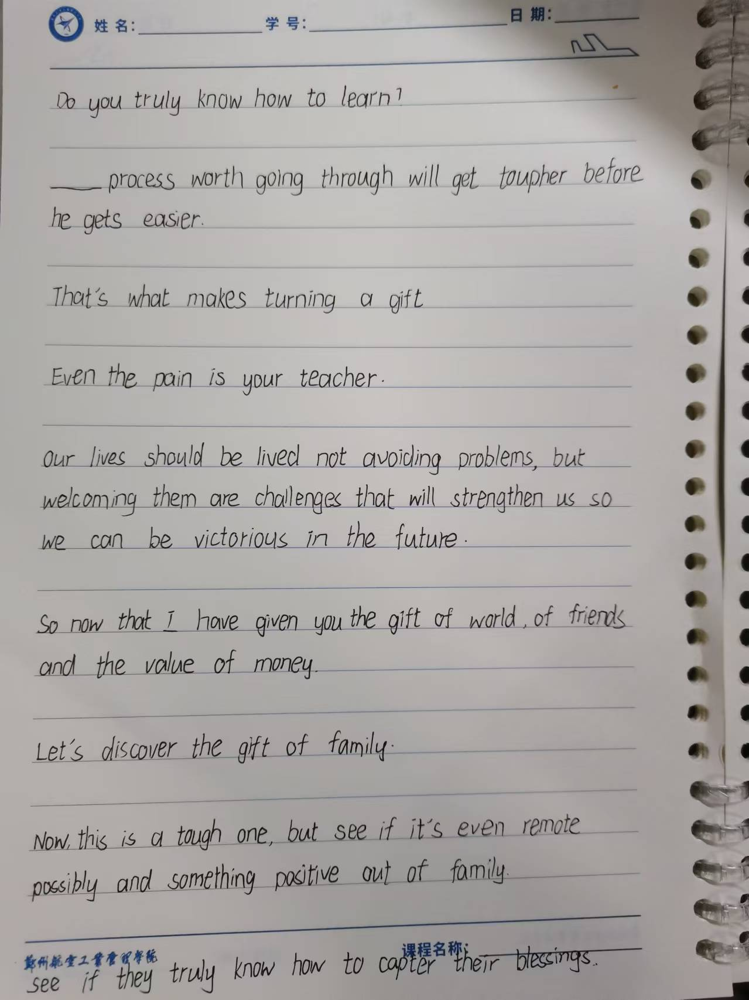 姓 名: 学 号: 日 期:
Do you truly know how to learn?
____ process worth going through will get toupher before
he gets easier.
That's what makes turning a gift
Even the pain is your teacher.
Our lives should be lived not avoiding problems, but
welcoming them are challenges that will strengthen us so
we can be victorious in the future.
So now that I have given you the gift of world, of friends
and the value of money.
Let's discover the gift of family.
Now, this is a tough one, but see if it's even remote
possibly and something positive out of family.
郑州航空工业管理学院 课程名称:
see if they truly know how to capter their blessings.